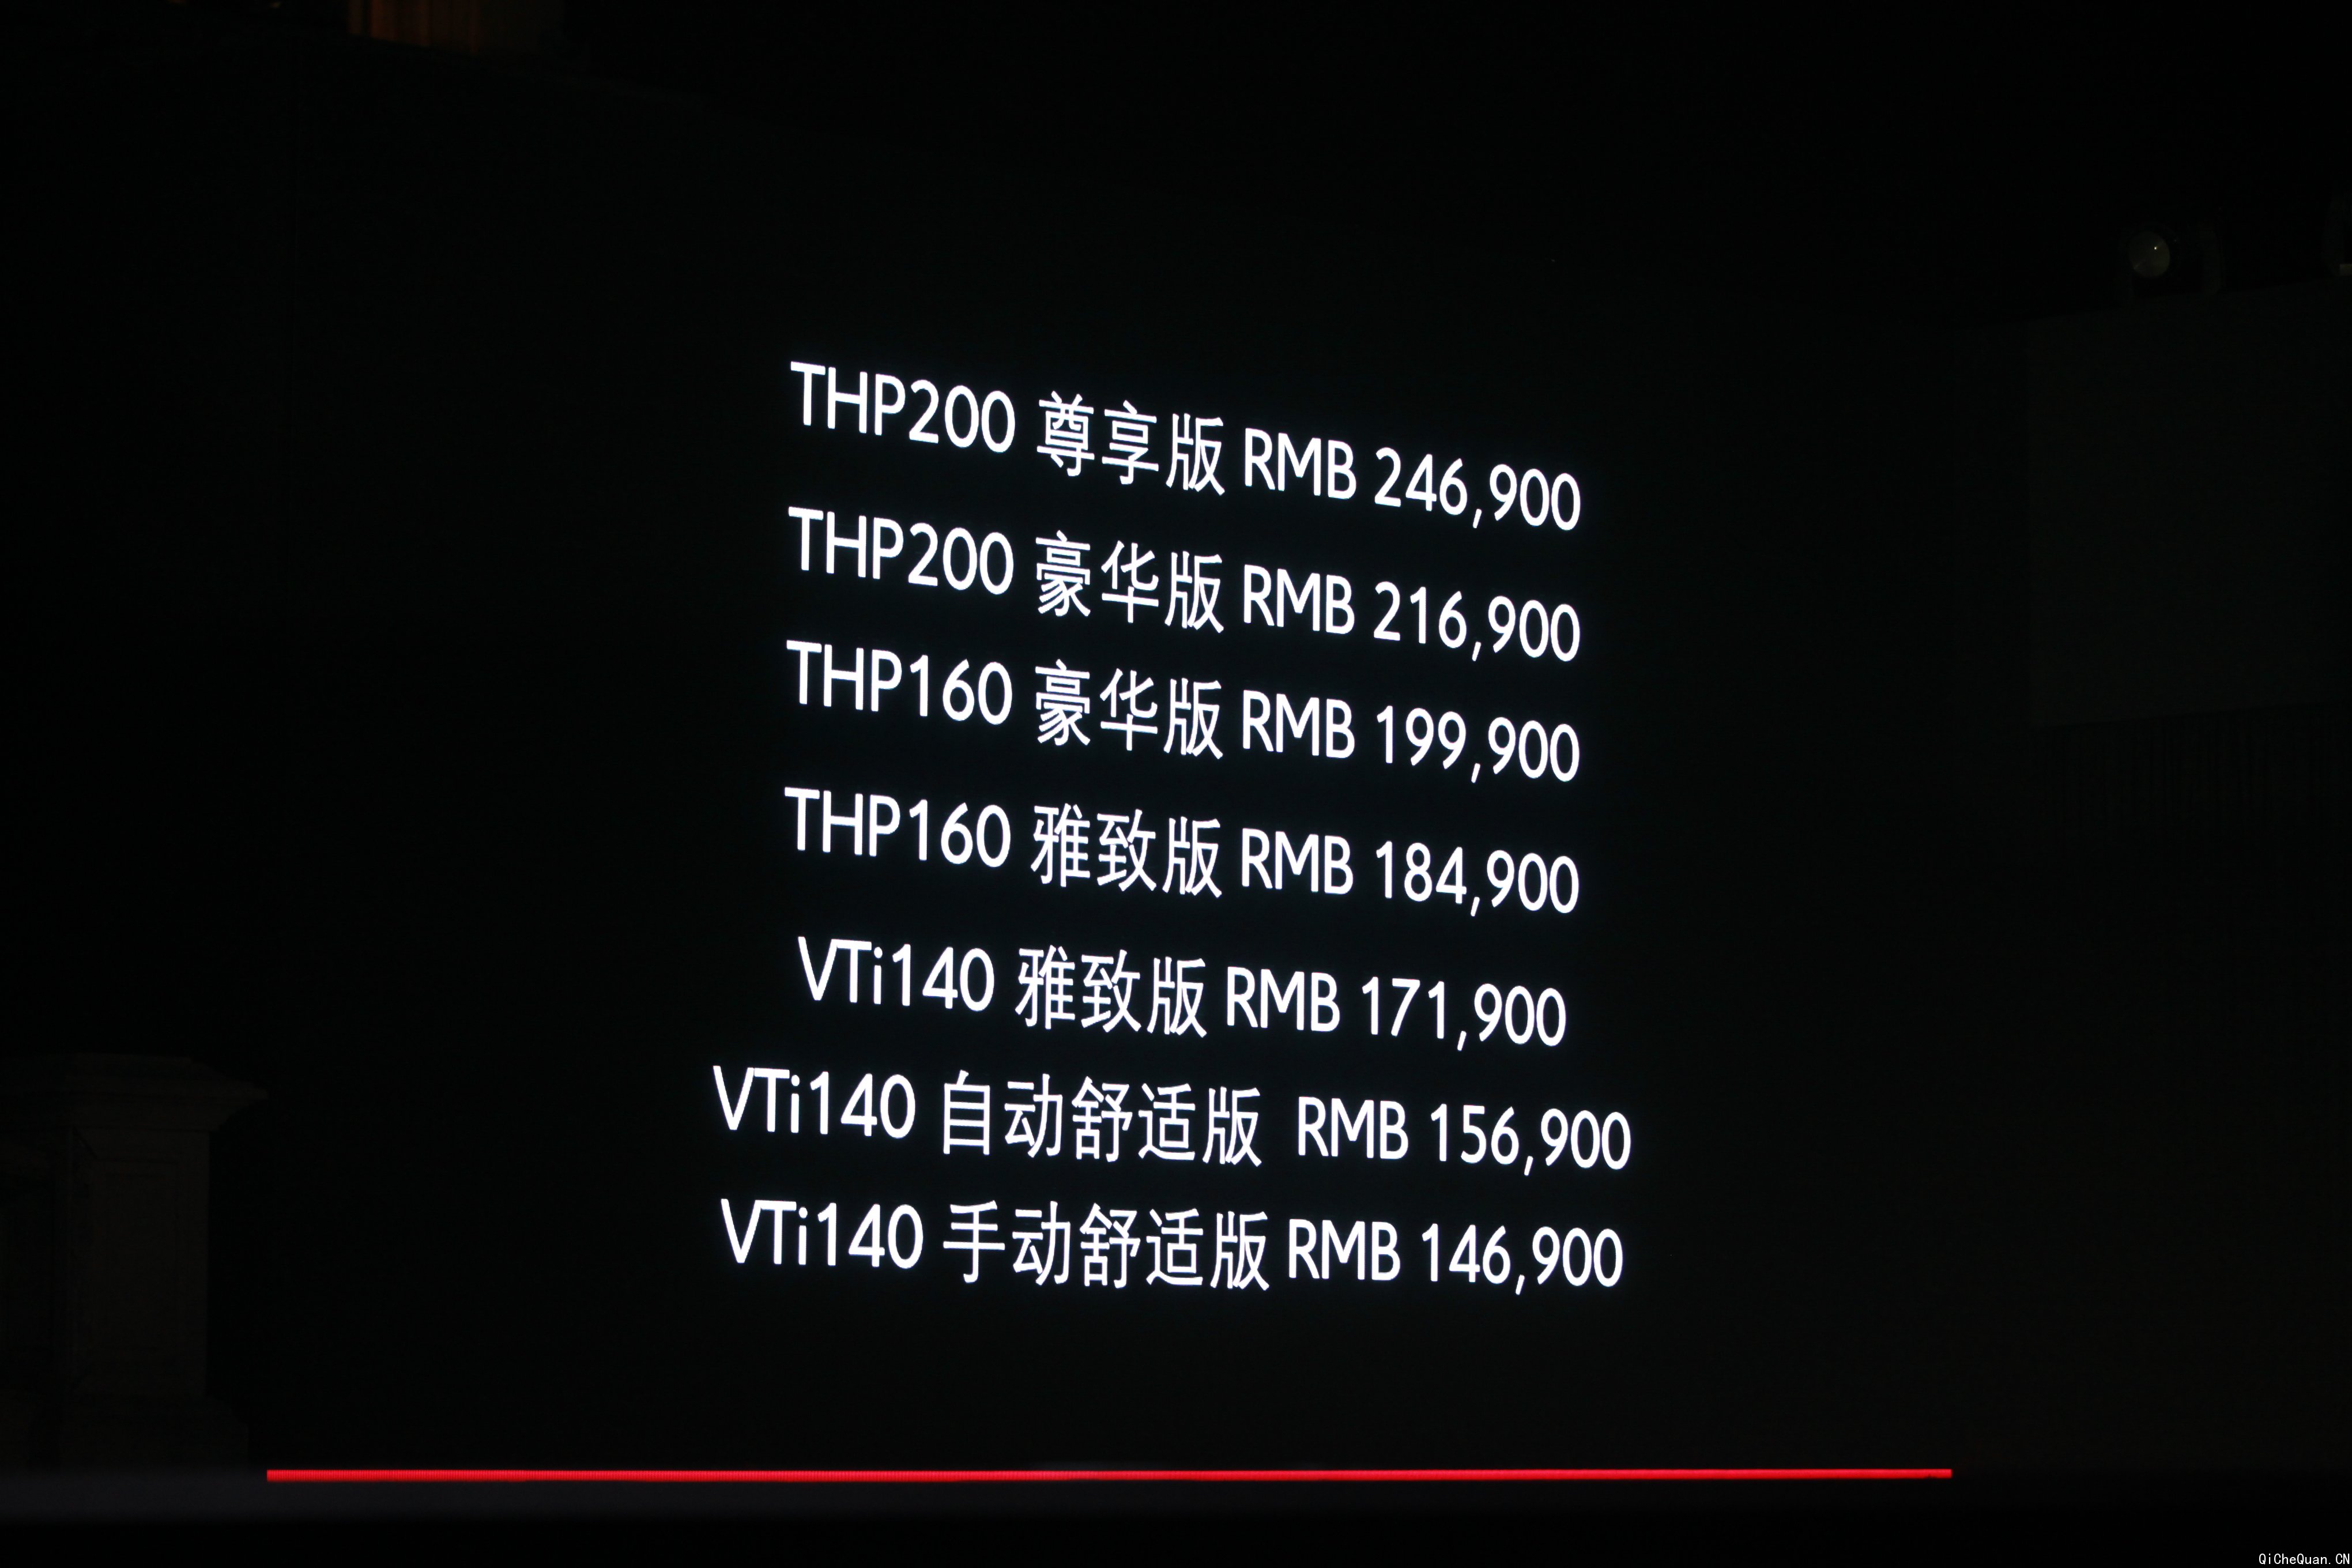 THP200 尊享版 RMB 246,900
THP200 豪华版 RMB 216,900
THP160 豪华版 RMB 199,900
THP160 雅致版 RMB 184,900
VTi140 雅致版 RMB 171,900
VTi140 自动舒适版 RMB 156,900
VTi140 手动舒适版 RMB 146,900
QiCheQuan.CN